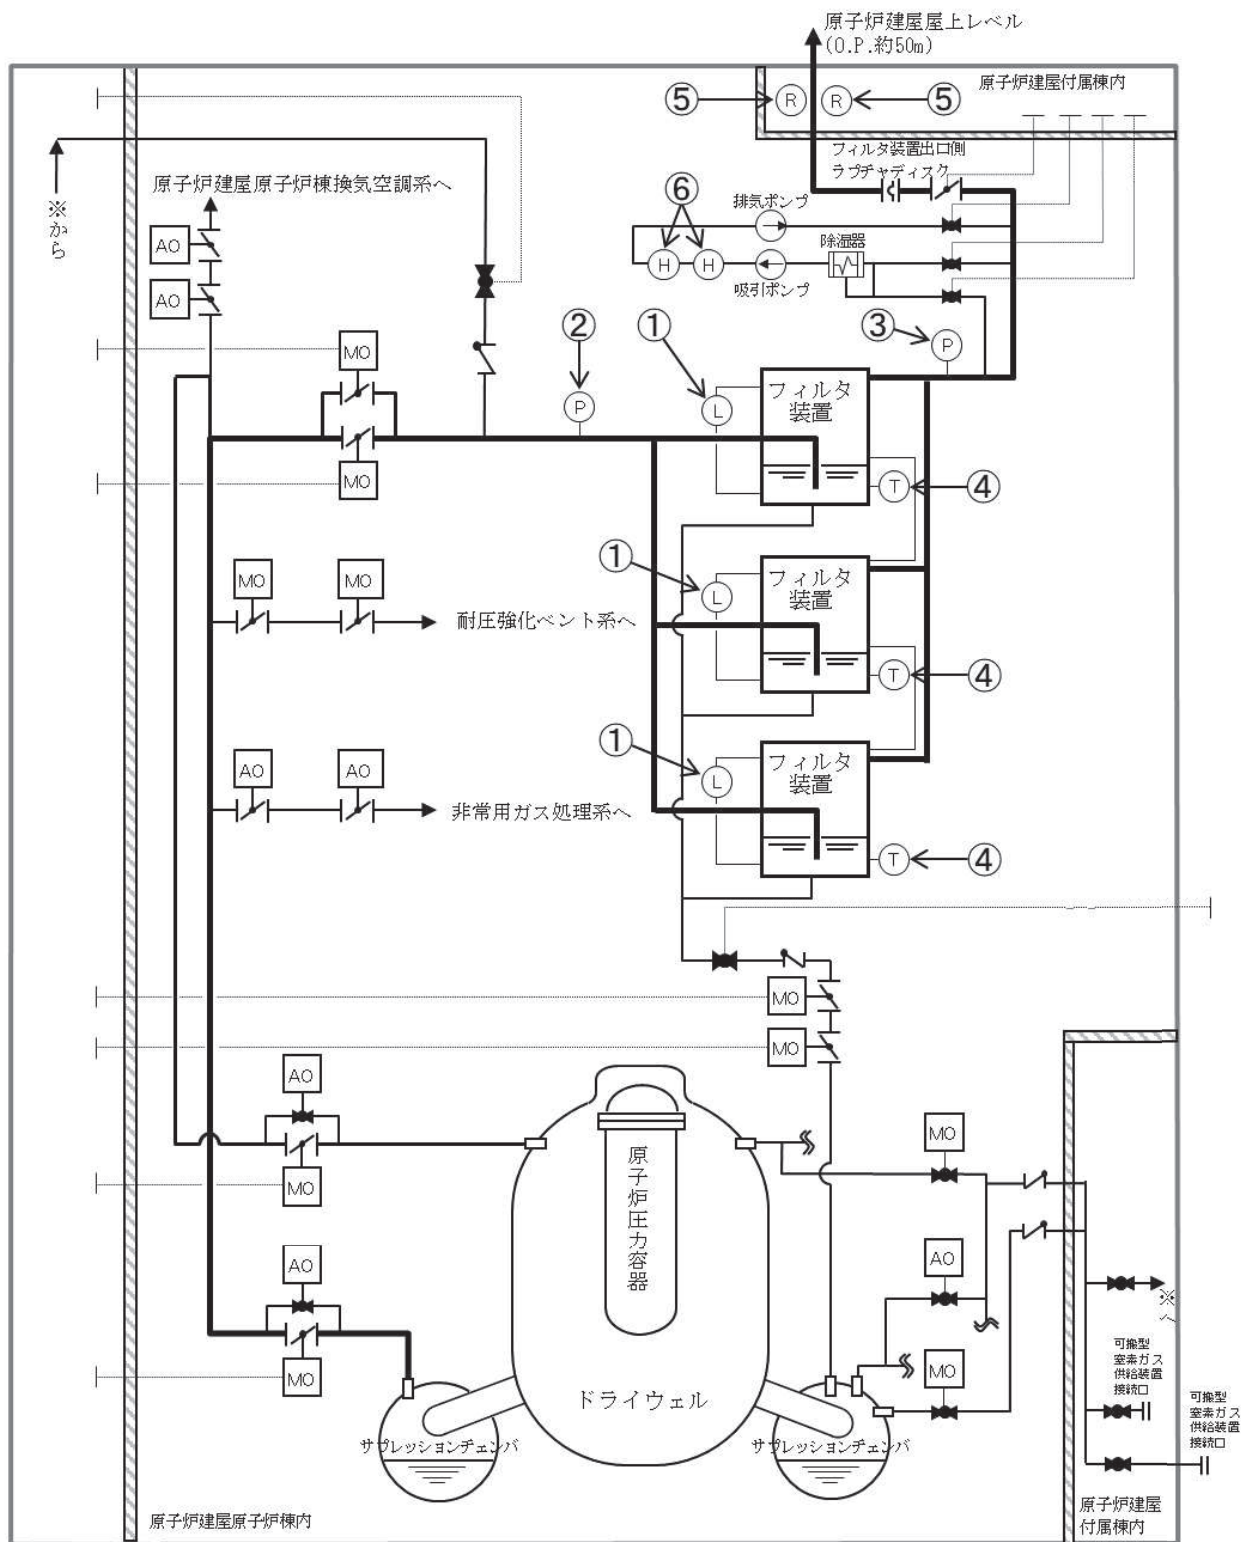 原子炉建屋屋上レベル
(O.P.約50m)
⑤
R
R
⑤
原子炉建屋付属棟内
フィルタ装置出口側
ラプチャディスク
原子炉建屋原子炉棟換気空調系へ
※から
AO
AO
⑥
排気ポンプ
除湿器
H
H
吸引ポンプ
MO
②
①
③
P
P
L
フィルタ
装置
MO
T
④
MO
MO
耐圧強化ベント系へ
①
L
フィルタ
装置
T
④
AO
AO
非常用ガス処理系へ
①
L
フィルタ
装置
T
④
MO
MO
AO
MO
原子炉圧力容器
MO
AO
MO
AO
MO
ドライウェル
サプレッションチェンバ
サプレッションチェンバ
※へ
可搬型
窒素ガス
供給装置
接続口
可搬型
窒素ガス
供給装置
接続口
原子炉建屋原子炉棟内
原子炉建屋
付属棟内